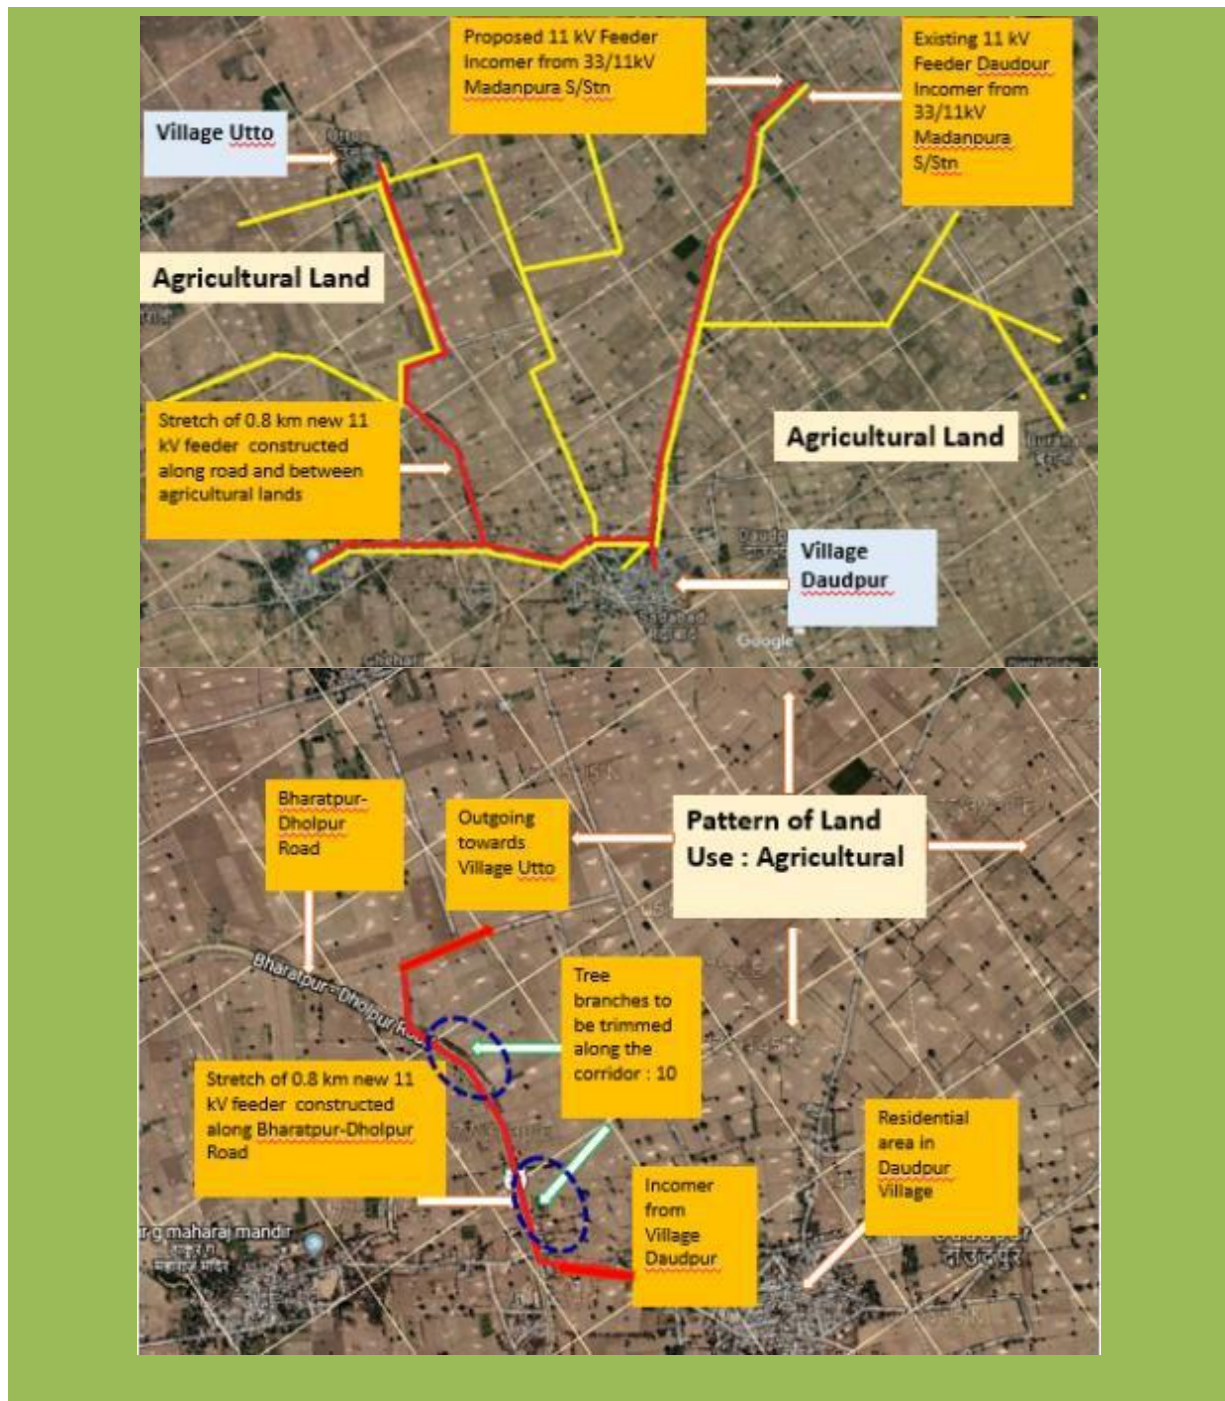 Proposed 11 kV Feeder
Incomer from 33/11kV
Madanpura S/Stn
Existing 11 kV
Feeder Daudpur
Incomer from
33/11kV
Madanpura
S/Stn
Village Utto
Agricultural Land
Stretch of 0.8 km new 11
kV feeder constructed
along road and between
agricultural lands
Agricultural Land
Village
Daudpur
Google
Bharatpur-
Dholpur
Road
Outgoing
towards
Village Utto
Pattern of Land
Use : Agricultural
Bharatpur - Dholpur Road
Tree
branches to
be trimmed
along the
corridor : 10
Stretch of 0.8 km new 11
kV feeder constructed
along Bharatpur-Dholpur
Road
Residential
area in
Daudpur
Village
Incomer
from
Village
Daudpur
g maharaj mandir
दाउदपुर